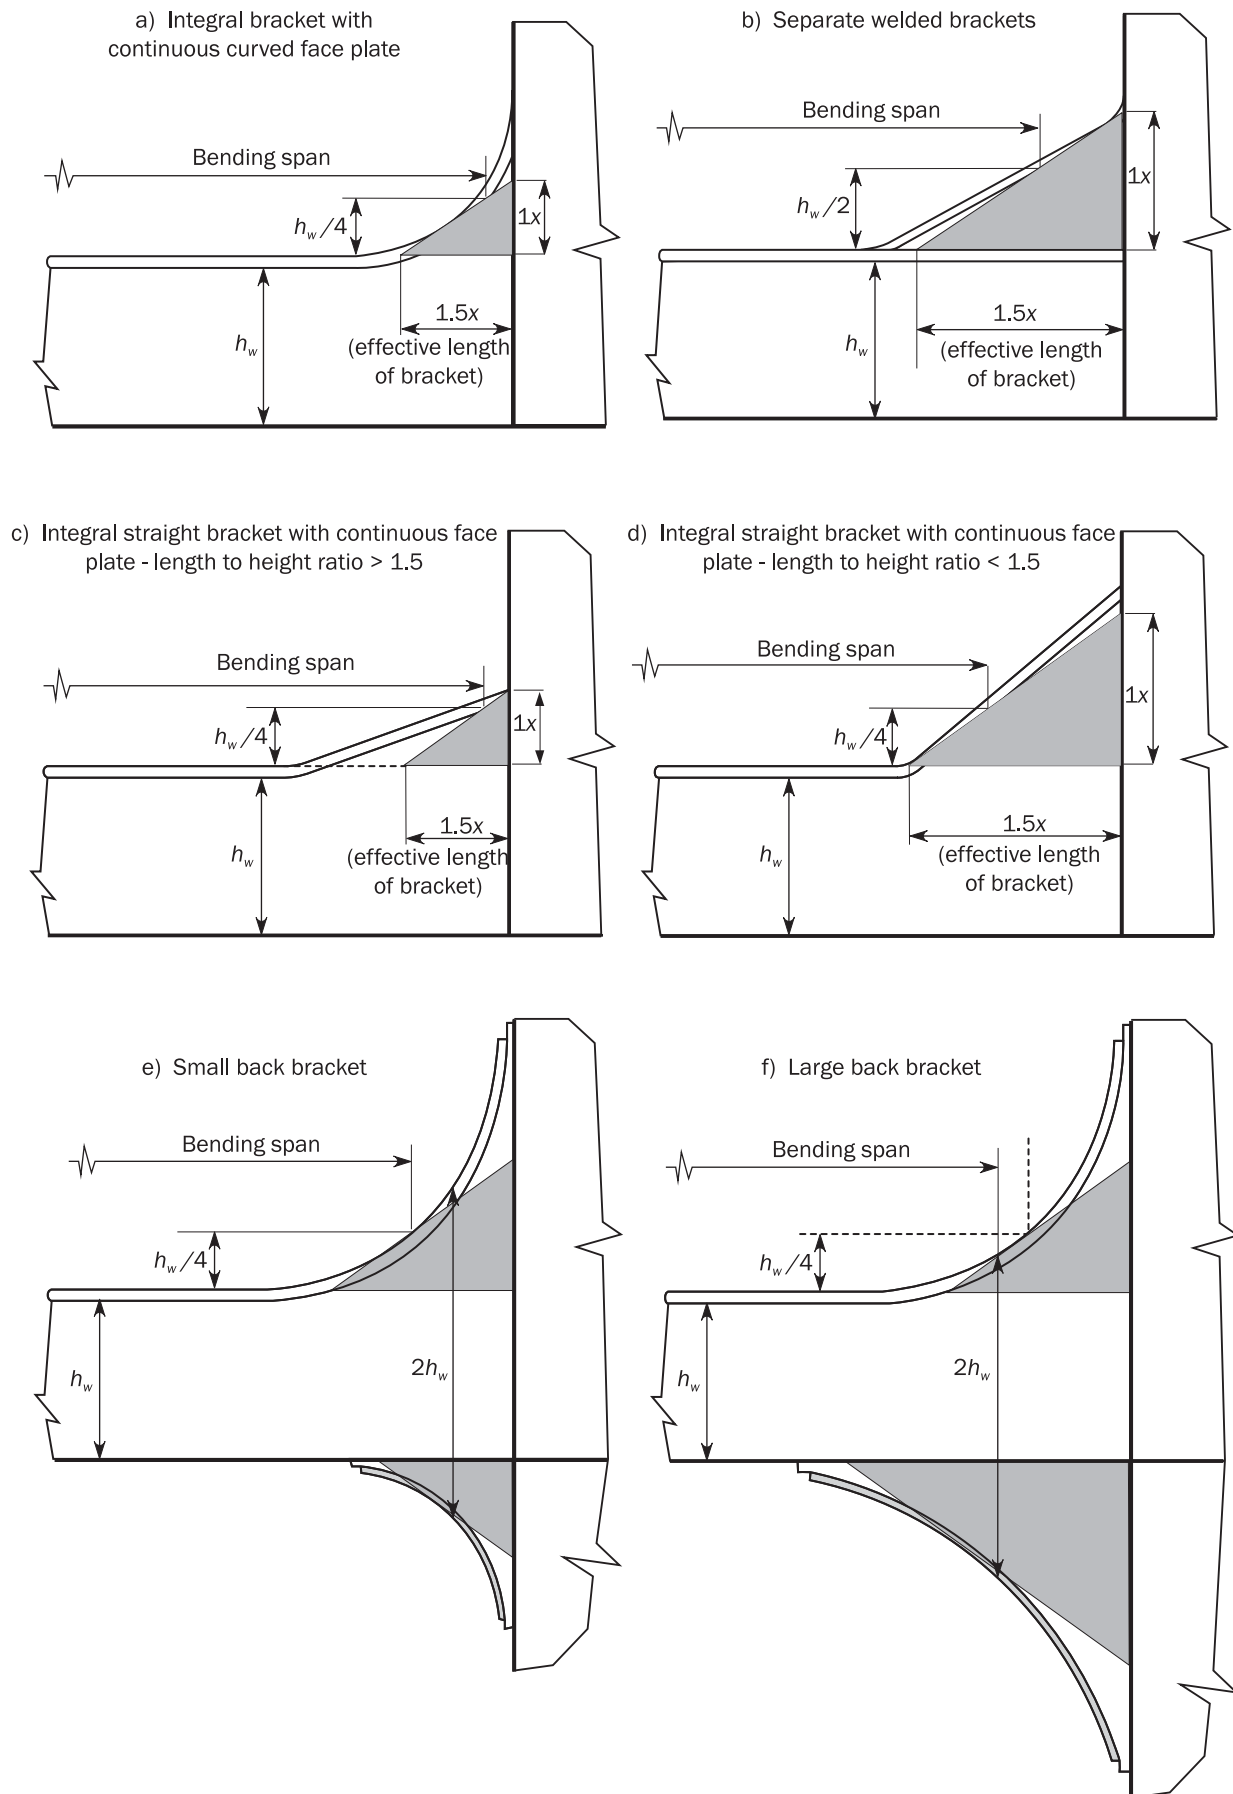 a) Integral bracket with
continuous curved face plate
Bending span
h_w/4
1x
1.5x
h_w
(effective length
of bracket)
b) Separate welded brackets
Bending span
h_w/2
1x
1.5x
h_w
(effective length
of bracket)
c) Integral straight bracket with continuous face
plate - length to height ratio > 1.5
Bending span
h_w/4
1x
1.5x
h_w
(effective length
of bracket)
d) Integral straight bracket with continuous face
plate - length to height ratio < 1.5
Bending span
h_w/4
1x
1.5x
h_w
(effective length
of bracket)
e) Small back bracket
Bending span
h_w/4
h_w
2h_w
f) Large back bracket
Bending span
h_w/4
h_w
2h_w